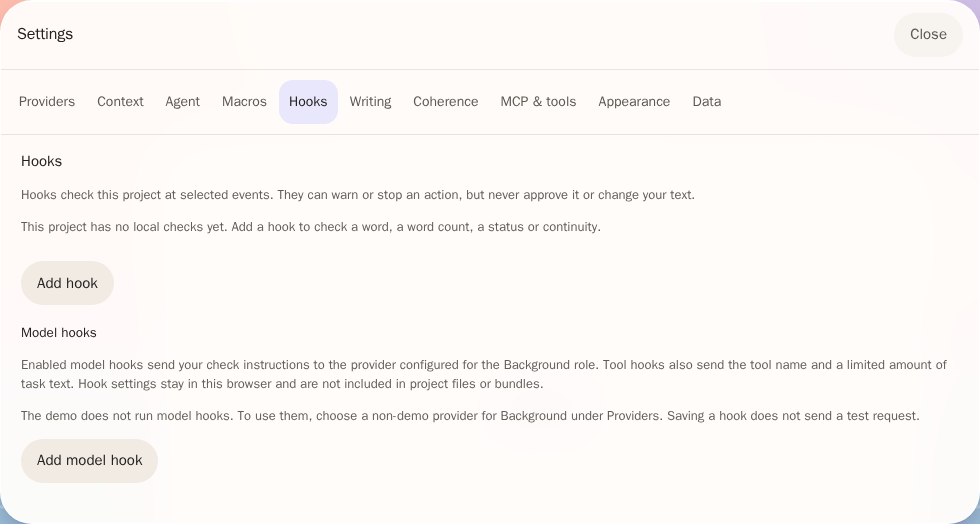 Settings
Close
Providers
Context
Agent
Macros
Hooks
Writing
Coherence
MCP & tools
Appearance
Data
Hooks
Hooks check this project at selected events. They can warn or stop an action, but never approve it or change your text.
This project has no local checks yet. Add a hook to check a word, a word count, a status or continuity.
Add hook
Model hooks
Enabled model hooks send your check instructions to the provider configured for the Background role. Tool hooks also send the tool name and a limited amount of
task text. Hook settings stay in this browser and are not included in project files or bundles.
The demo does not run model hooks. To use them, choose a non-demo provider for Background under Providers. Saving a hook does not send a test request.
Add model hook